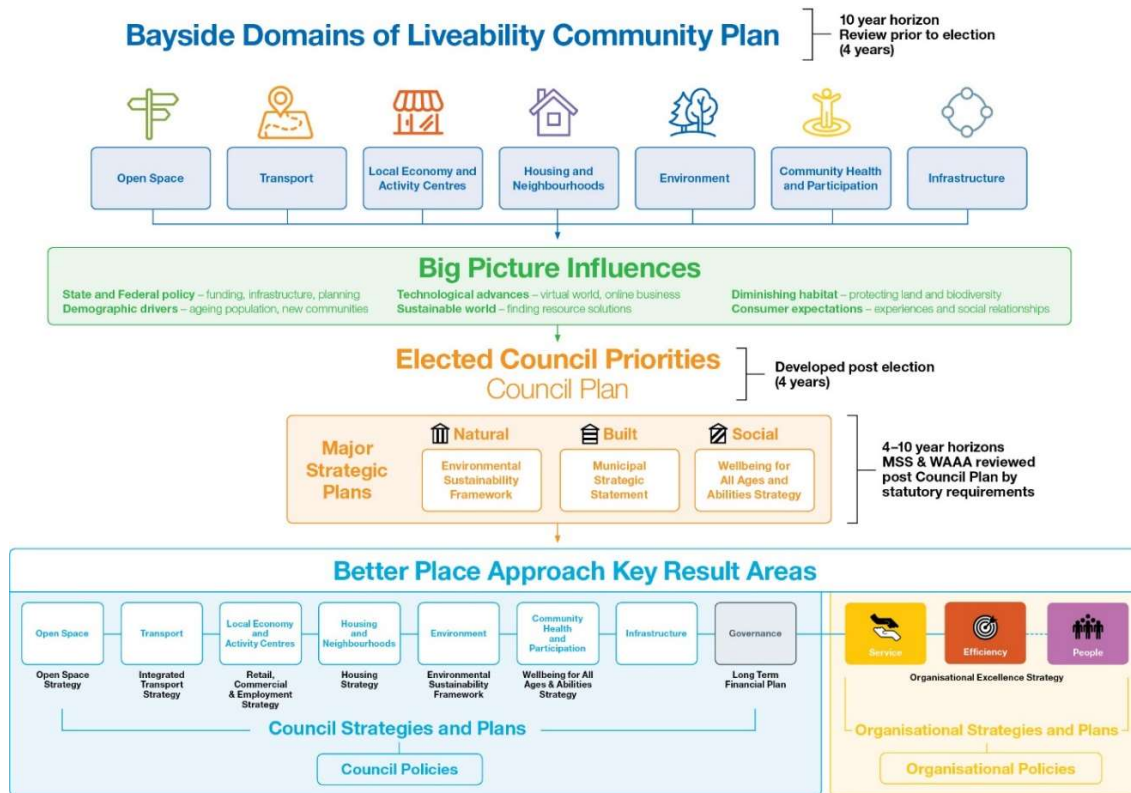 Bayside Domains of Liveability Community Plan
10 year horizon
Review prior to election
(4 years)
Open Space
Transport
Local Economy and
Activity Centres
Housing and
Neighbourhoods
Environment
Community Health
and Participation
Infrastructure
Big Picture Influences
State and Federal policy – funding, infrastructure, planning
Demographic drivers – ageing population, new communities
Technological advances – virtual world, online business
Sustainable world – finding resource solutions
Diminishing habitat – protecting land and biodiversity
Consumer expectations – experiences and social relationships
Elected Council Priorities
Council Plan
Developed post election
(4 years)
Major
Strategic
Plans
Natural
Environmental
Sustainability
Framework
Built
Municipal
Strategic
Statement
Social
Wellbeing for
All Ages and
Abilities Strategy
4–10 year horizons
MSS & WAAA reviewed
post Council Plan by
statutory requirements
Better Place Approach Key Result Areas
Open Space
Transport
Local Economy
and
Activity Centres
Housing
and
Neighbourhoods
Environment
Community
Health
and
Participation
Infrastructure
Governance
Service
Efficiency
People
Open Space
Strategy
Integrated
Transport
Strategy
Retail,
Commercial
& Employment
Strategy
Housing
Strategy
Environmental
Sustainability
Framework
Wellbeing for All
Ages & Abilities
Strategy
Long Term
Financial Plan
Organisational Excellence Strategy
Council Strategies and Plans
Council Policies
Organisational Strategies and Plans
Organisational Policies